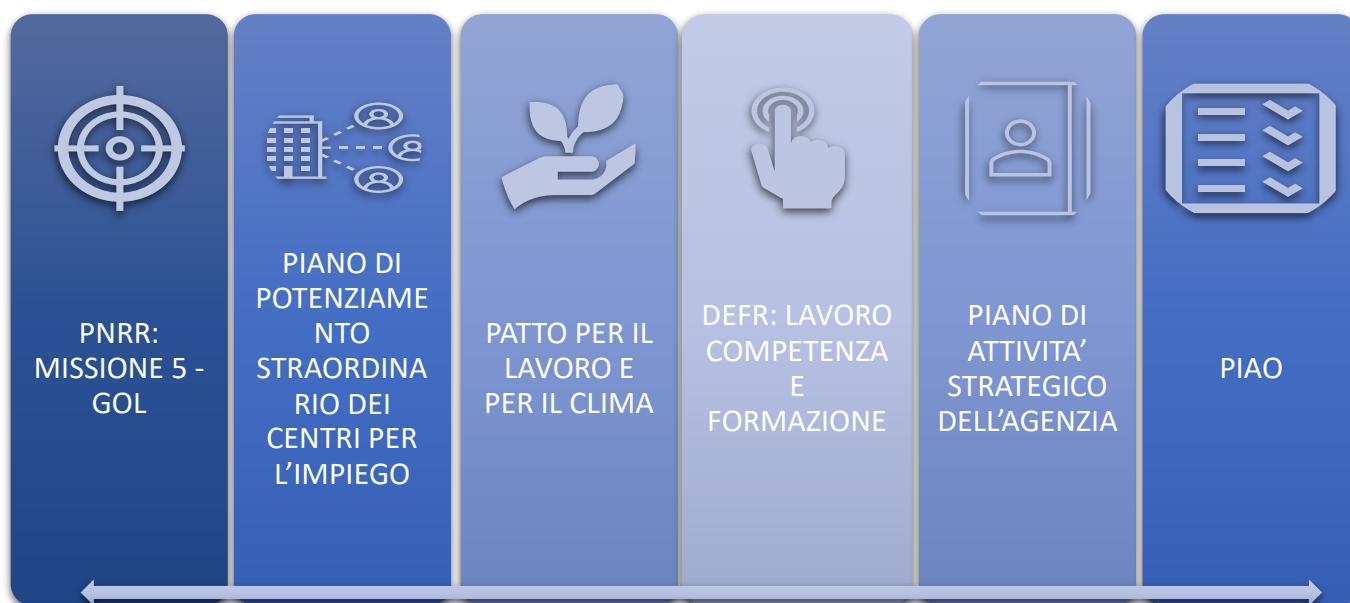 PNRR:
MISSIONE 5 -
GOL
PIANO DI
POTENZIAME
NTO
STRAORDINA
RIO DEI
CENTRI PER
L’IMPIEGO
PATTO PER IL
LAVORO E
PER IL CLIMA
DEFR: LAVORO
COMPETENZA
E
FORMAZIONE
PIANO DI
ATTIVITA’
STRATEGICO
DELL’AGENZIA
PIAO